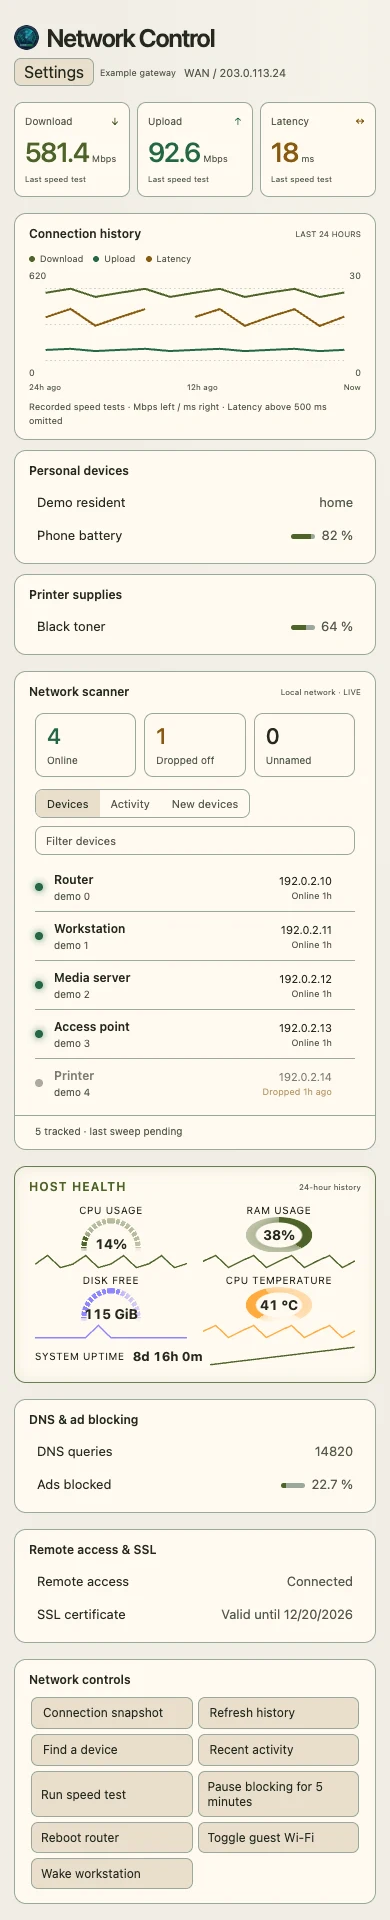 Network Control
Settings Example gateway WAN / 203.0.113.24
Download ↓ Upload ↑ Latency ↔
581.4 Mbps 92.6 Mbps 18 ms
Last speed test Last speed test Last speed test
Connection history LAST 24 HOURS
Download Upload Latency
620 30
0 0
24h ago 12h ago Now
Recorded speed tests · Mbps left / ms right · Latency above 500 ms
omitted
Personal devices
Demo resident home
Phone battery 82 %
Printer supplies
Black toner 64 %
Network scanner Local network · LIVE
4 1 0
Online Dropped off Unnamed
Devices Activity New devices
Filter devices
Router 192.0.2.10
demo 0 Online 1h
Workstation 192.0.2.11
demo 1 Online 1h
Media server 192.0.2.12
demo 2 Online 1h
Access point 192.0.2.13
demo 3 Online 1h
Printer 192.0.2.14
demo 4 Dropped 1h ago
5 tracked · last sweep pending
HOST HEALTH 24-hour history
CPU USAGE RAM USAGE
14% 38%
DISK FREE CPU TEMPERATURE
115 GiB 41 °C
SYSTEM UPTIME 8d 16h 0m
DNS & ad blocking
DNS queries 14820
Ads blocked 22.7 %
Remote access & SSL
Remote access Connected
SSL certificate Valid until 12/20/2026
Network controls
Connection snapshot Refresh history
Find a device Recent activity
Run speed test Pause blocking for 5
minutes
Reboot router Toggle guest Wi-Fi
Wake workstation